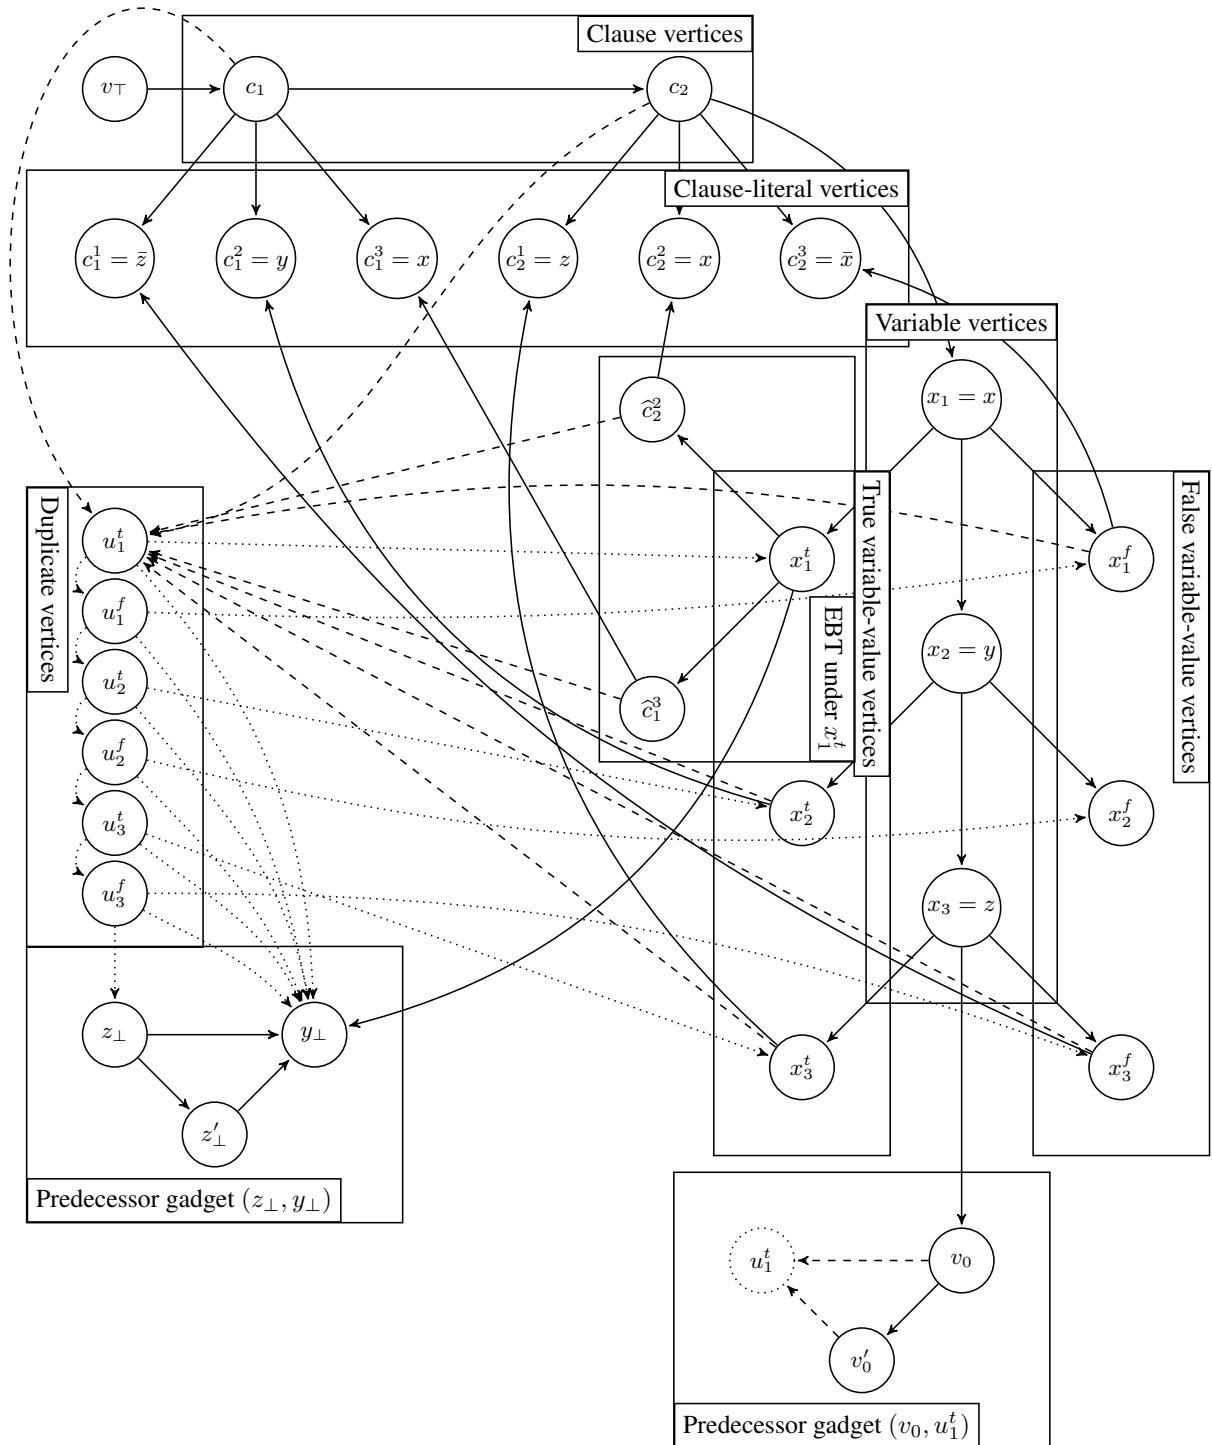 Clause vertices
v⊤
c₁
c₂
Clause-literal vertices
c₁¹ = z̄
c₁² = y
c₁³ = x
c₂¹ = z
c₂² = x
c₂³ = x̄
Variable vertices
x₁ = x
ĉ₂²
True variable-value vertices
False variable-value vertices
Duplicate vertices
u₁ᵗ
x₁ᵗ
x₁ᶠ
EBT under x₁ᵗ
u₁ᶠ
x₂ = y
u₂ᵗ
ĉ₁³
u₂ᶠ
x₂ᵗ
x₂ᶠ
u₃ᵗ
u₃ᶠ
x₃ = z
z⊥
y⊥
x₃ᵗ
x₃ᶠ
z′⊥
Predecessor gadget (z⊥, y⊥)
u₁ᵗ
v₀
v′₀
Predecessor gadget (v₀, u₁ᵗ)